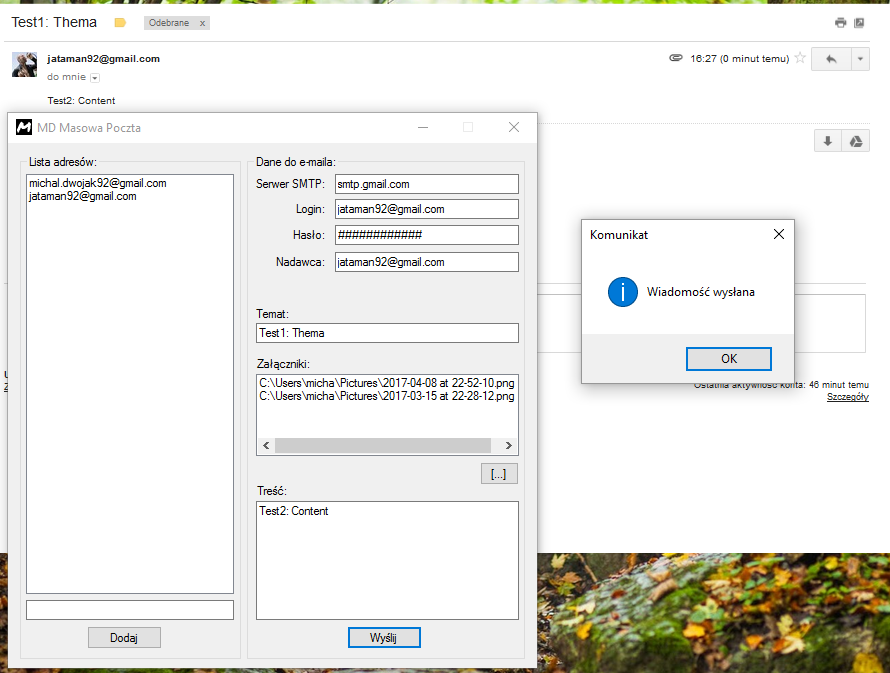 Test1: Thema
Odebrane x
jataman92@gmail.com
16:27 (0 minut temu)
do mnie
Test2: Content
MD Masowa Poczta
Lista adresów:
michal.dwojak92@gmail.com
jataman92@gmail.com
Dodaj
Dane do e-maila:
Serwer SMTP: smtp.gmail.com
Login: jataman92@gmail.com
Hasło: ############
Nadawca: jataman92@gmail.com
Temat:
Test1: Thema
Załączniki:
C:\Users\micha\Pictures\2017-04-08 at 22-52-10.png
C:\Users\micha\Pictures\2017-03-15 at 22-28-12.png
[...]
Treść:
Test2: Content
Wyślij
Komunikat
Wiadomość wysłana
OK
Ostatnia aktywność konta: 46 minut temu
Szczegóły